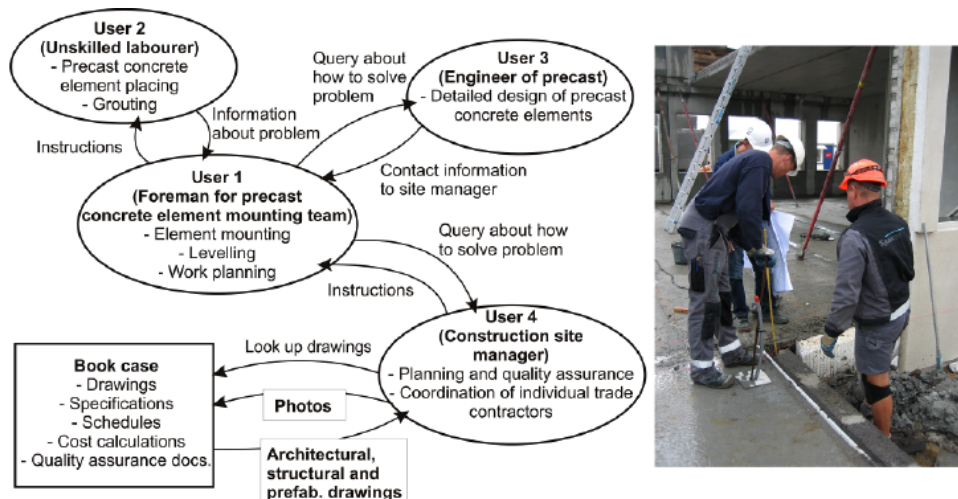 User 2
(Unskilled labourer)
- Precast concrete
element placing
- Grouting
Query about
how to solve
problem
User 3
(Engineer of precast)
- Detailed design of precast
concrete elements
Instructions
Information
about problem
Contact information
to site manager
User 1
(Foreman for precast
concrete element mounting team)
- Element mounting
- Levelling
- Work planning
Query about how
to solve problem
Instructions
User 4
(Construction site
manager)
- Planning and quality assurance
- Coordination of individual trade
contractors
Look up drawings
Book case
- Drawings
- Specifications
- Schedules
- Cost calculations
- Quality assurance docs.
Photos
Architectural,
structural and
prefab. drawings